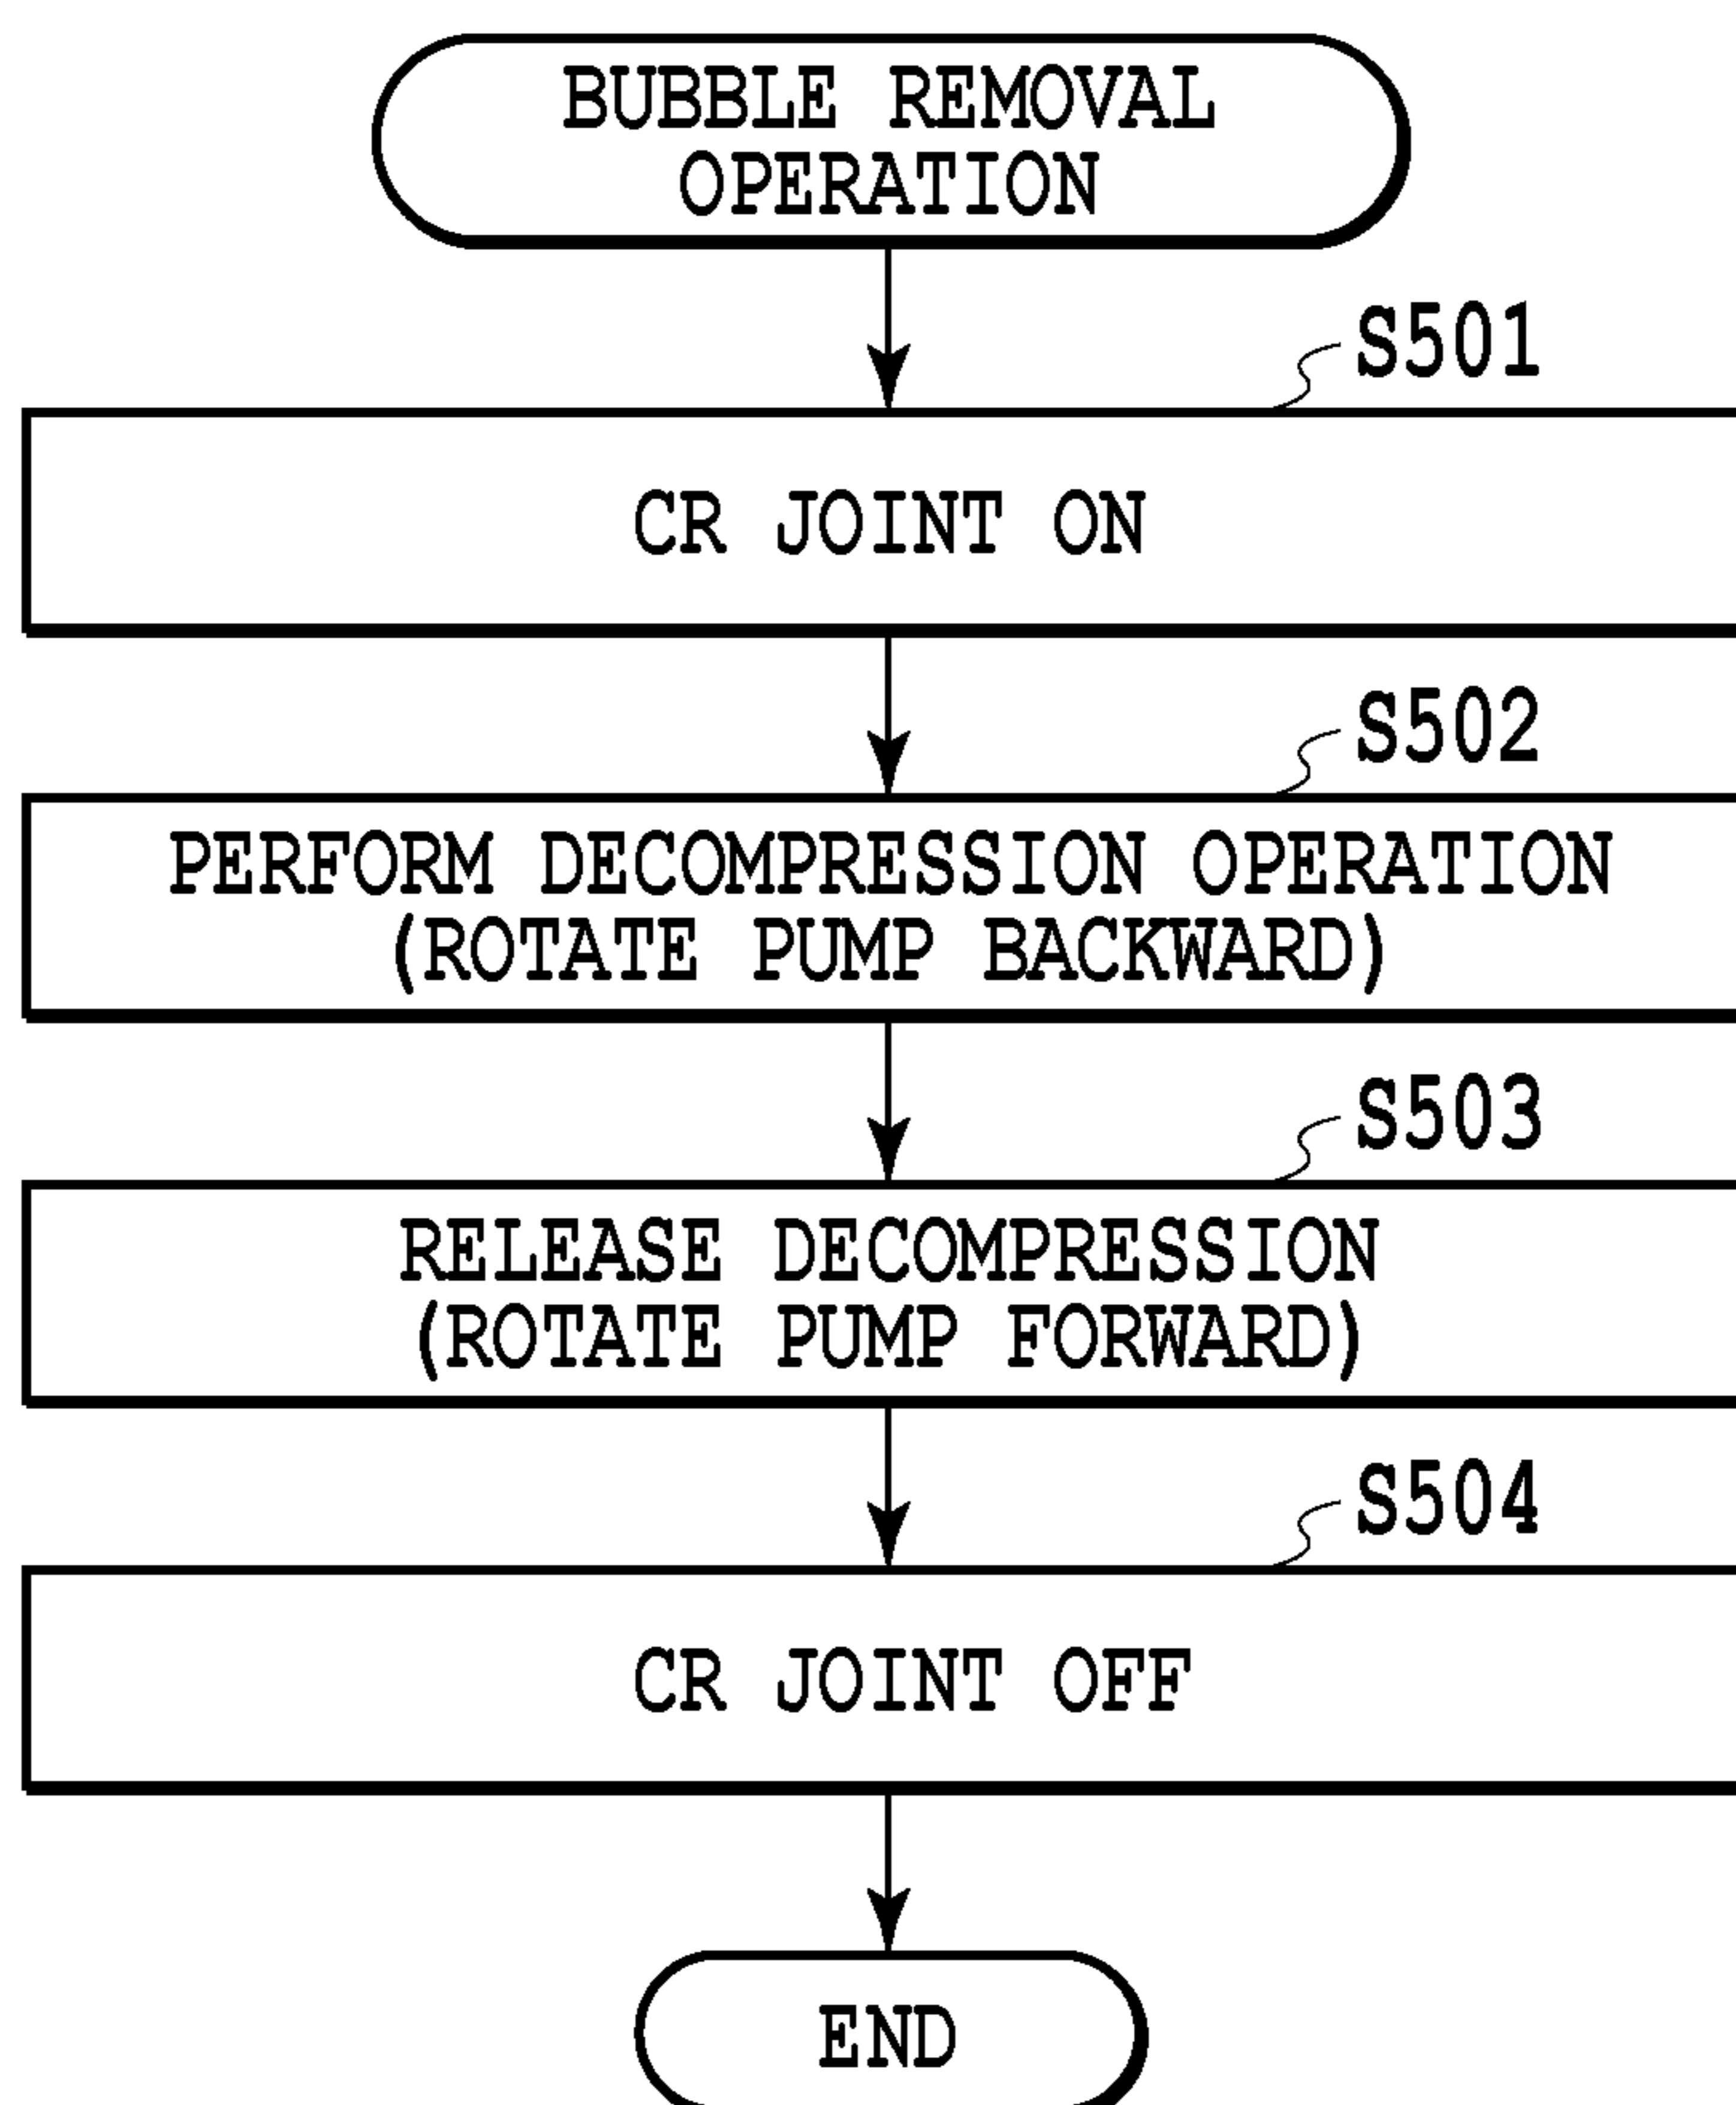 BUBBLE REMOVAL
OPERATION
S501
CR JOINT ON
S502
PERFORM DECOMPRESSION OPERATION
(ROTATE PUMP BACKWARD)
S503
RELEASE DECOMPRESSION
(ROTATE PUMP FORWARD)
S504
CR JOINT OFF
END